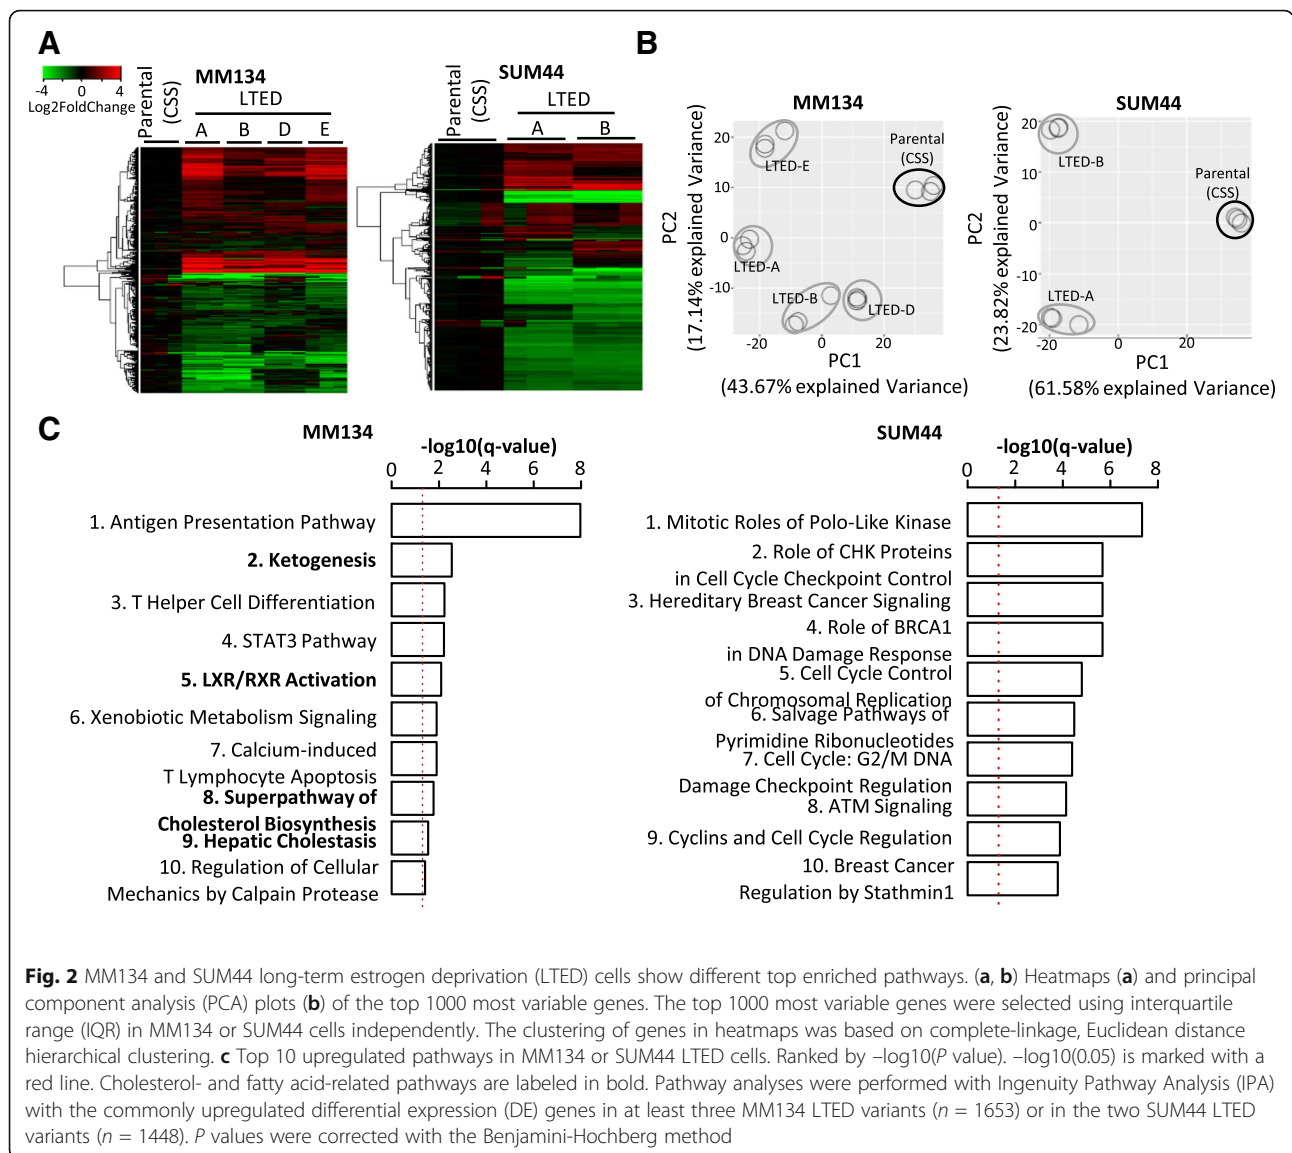 A
B
-4 4
Log2FoldChange
Parental
(CSS)
MM134
LTED
A B D E
Parental
(CSS)
SUM44
LTED
A B
MM134
PC2
(17.14% explained Variance)
20
10
0
-10
-20 0 20
PC1
(43.67% explained Variance)
LTED-E
Parental
(CSS)
LTED-A
LTED-B
LTED-D
SUM44
PC2
(23.82% explained Variance)
20
10
0
-10
-20
-20 0 20
PC1
(61.58% explained Variance)
LTED-B
Parental
(CSS)
LTED-A
C
MM134
-log10(q-value)
0 2 4 6 8
1. Antigen Presentation Pathway
2. Ketogenesis
3. T Helper Cell Differentiation
4. STAT3 Pathway
5. LXR/RXR Activation
6. Xenobiotic Metabolism Signaling
7. Calcium-induced
T Lymphocyte Apoptosis
8. Superpathway of
Cholesterol Biosynthesis
9. Hepatic Cholestasis
10. Regulation of Cellular
Mechanics by Calpain Protease
SUM44
-log10(q-value)
0 2 4 6 8
1. Mitotic Roles of Polo-Like Kinase
2. Role of CHK Proteins
in Cell Cycle Checkpoint Control
3. Hereditary Breast Cancer Signaling
4. Role of BRCA1
in DNA Damage Response
5. Cell Cycle Control
of Chromosomal Replication
6. Salvage Pathways of
Pyrimidine Ribonucleotides
7. Cell Cycle: G2/M DNA
Damage Checkpoint Regulation
8. ATM Signaling
9. Cyclins and Cell Cycle Regulation
10. Breast Cancer
Regulation by Stathmin1
Fig. 2 MM134 and SUM44 long-term estrogen deprivation (LTED) cells show different top enriched pathways. (a, b) Heatmaps (a) and principal
component analysis (PCA) plots (b) of the top 1000 most variable genes. The top 1000 most variable genes were selected using interquartile
range (IQR) in MM134 or SUM44 cells independently. The clustering of genes in heatmaps was based on complete-linkage, Euclidean distance
hierarchical clustering. c Top 10 upregulated pathways in MM134 or SUM44 LTED cells. Ranked by –log10(P value). –log10(0.05) is marked with a
red line. Cholesterol- and fatty acid-related pathways are labeled in bold. Pathway analyses were performed with Ingenuity Pathway Analysis (IPA)
with the commonly upregulated differential expression (DE) genes in at least three MM134 LTED variants (n = 1653) or in the two SUM44 LTED
variants (n = 1448). P values were corrected with the Benjamini-Hochberg method